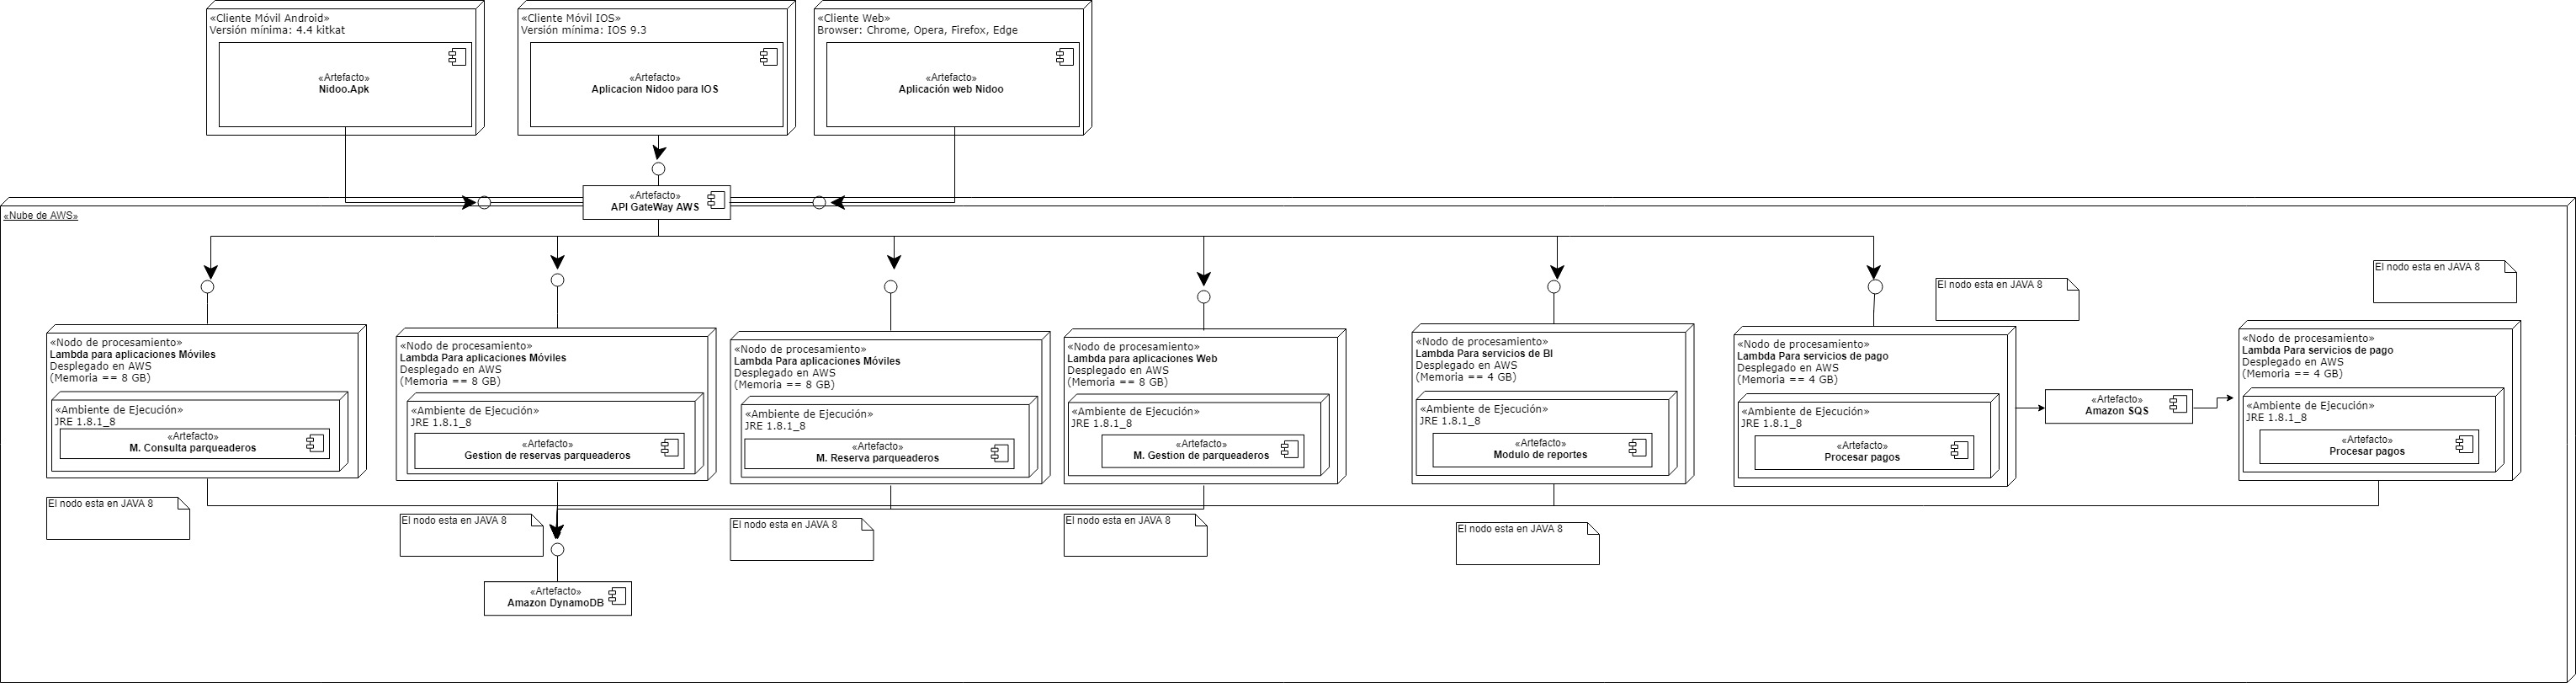 «Cliente Móvil Android»
Versión mínima: 4.4 kitkat
«Artefacto»
Nidoo.Apk
«Cliente Móvil IOS»
Versión mínima: IOS 9.3
«Artefacto»
Aplicacion Nidoo para IOS
«Cliente Web»
Browser: Chrome, Opera, Firefox, Edge
«Artefacto»
Aplicación web Nidoo
«Nube de AWS»
«Artefacto»
API GateWay AWS
«Nodo de procesamiento»
Lambda para aplicaciones Móviles
Desplegado en AWS
(Memoria == 8 GB)
«Ambiente de Ejecución»
JRE 1.8.1_8
«Artefacto»
M. Consulta parqueaderos
El nodo esta en JAVA 8
«Nodo de procesamiento»
Lambda Para aplicaciones Móviles
Desplegado en AWS
(Memoria == 8 GB)
«Ambiente de Ejecución»
JRE 1.8.1_8
«Artefacto»
Gestion de reservas parqueaderos
El nodo esta en JAVA 8
«Nodo de procesamiento»
Lambda Para aplicaciones Móviles
Desplegado en AWS
(Memoria == 8 GB)
«Ambiente de Ejecución»
JRE 1.8.1_8
«Artefacto»
M. Reserva parqueaderos
El nodo esta en JAVA 8
«Nodo de procesamiento»
Lambda para aplicaciones Web
Desplegado en AWS
(Memoria == 8 GB)
«Ambiente de Ejecución»
JRE 1.8.1_8
«Artefacto»
M. Gestion de parqueaderos
El nodo esta en JAVA 8
«Nodo de procesamiento»
Lambda Para servicios de BI
Desplegado en AWS
(Memoria == 4 GB)
«Ambiente de Ejecución»
JRE 1.8.1_8
«Artefacto»
Modulo de reportes
El nodo esta en JAVA 8
El nodo esta en JAVA 8
«Nodo de procesamiento»
Lambda Para servicios de pago
Desplegado en AWS
(Memoria == 4 GB)
«Ambiente de Ejecución»
JRE 1.8.1_8
«Artefacto»
Procesar pagos
«Artefacto»
Amazon SQS
El nodo esta en JAVA 8
«Nodo de procesamiento»
Lambda Para servicios de pago
Desplegado en AWS
(Memoria == 4 GB)
«Ambiente de Ejecución»
JRE 1.8.1_8
«Artefacto»
Procesar pagos
«Artefacto»
Amazon DynamoDB